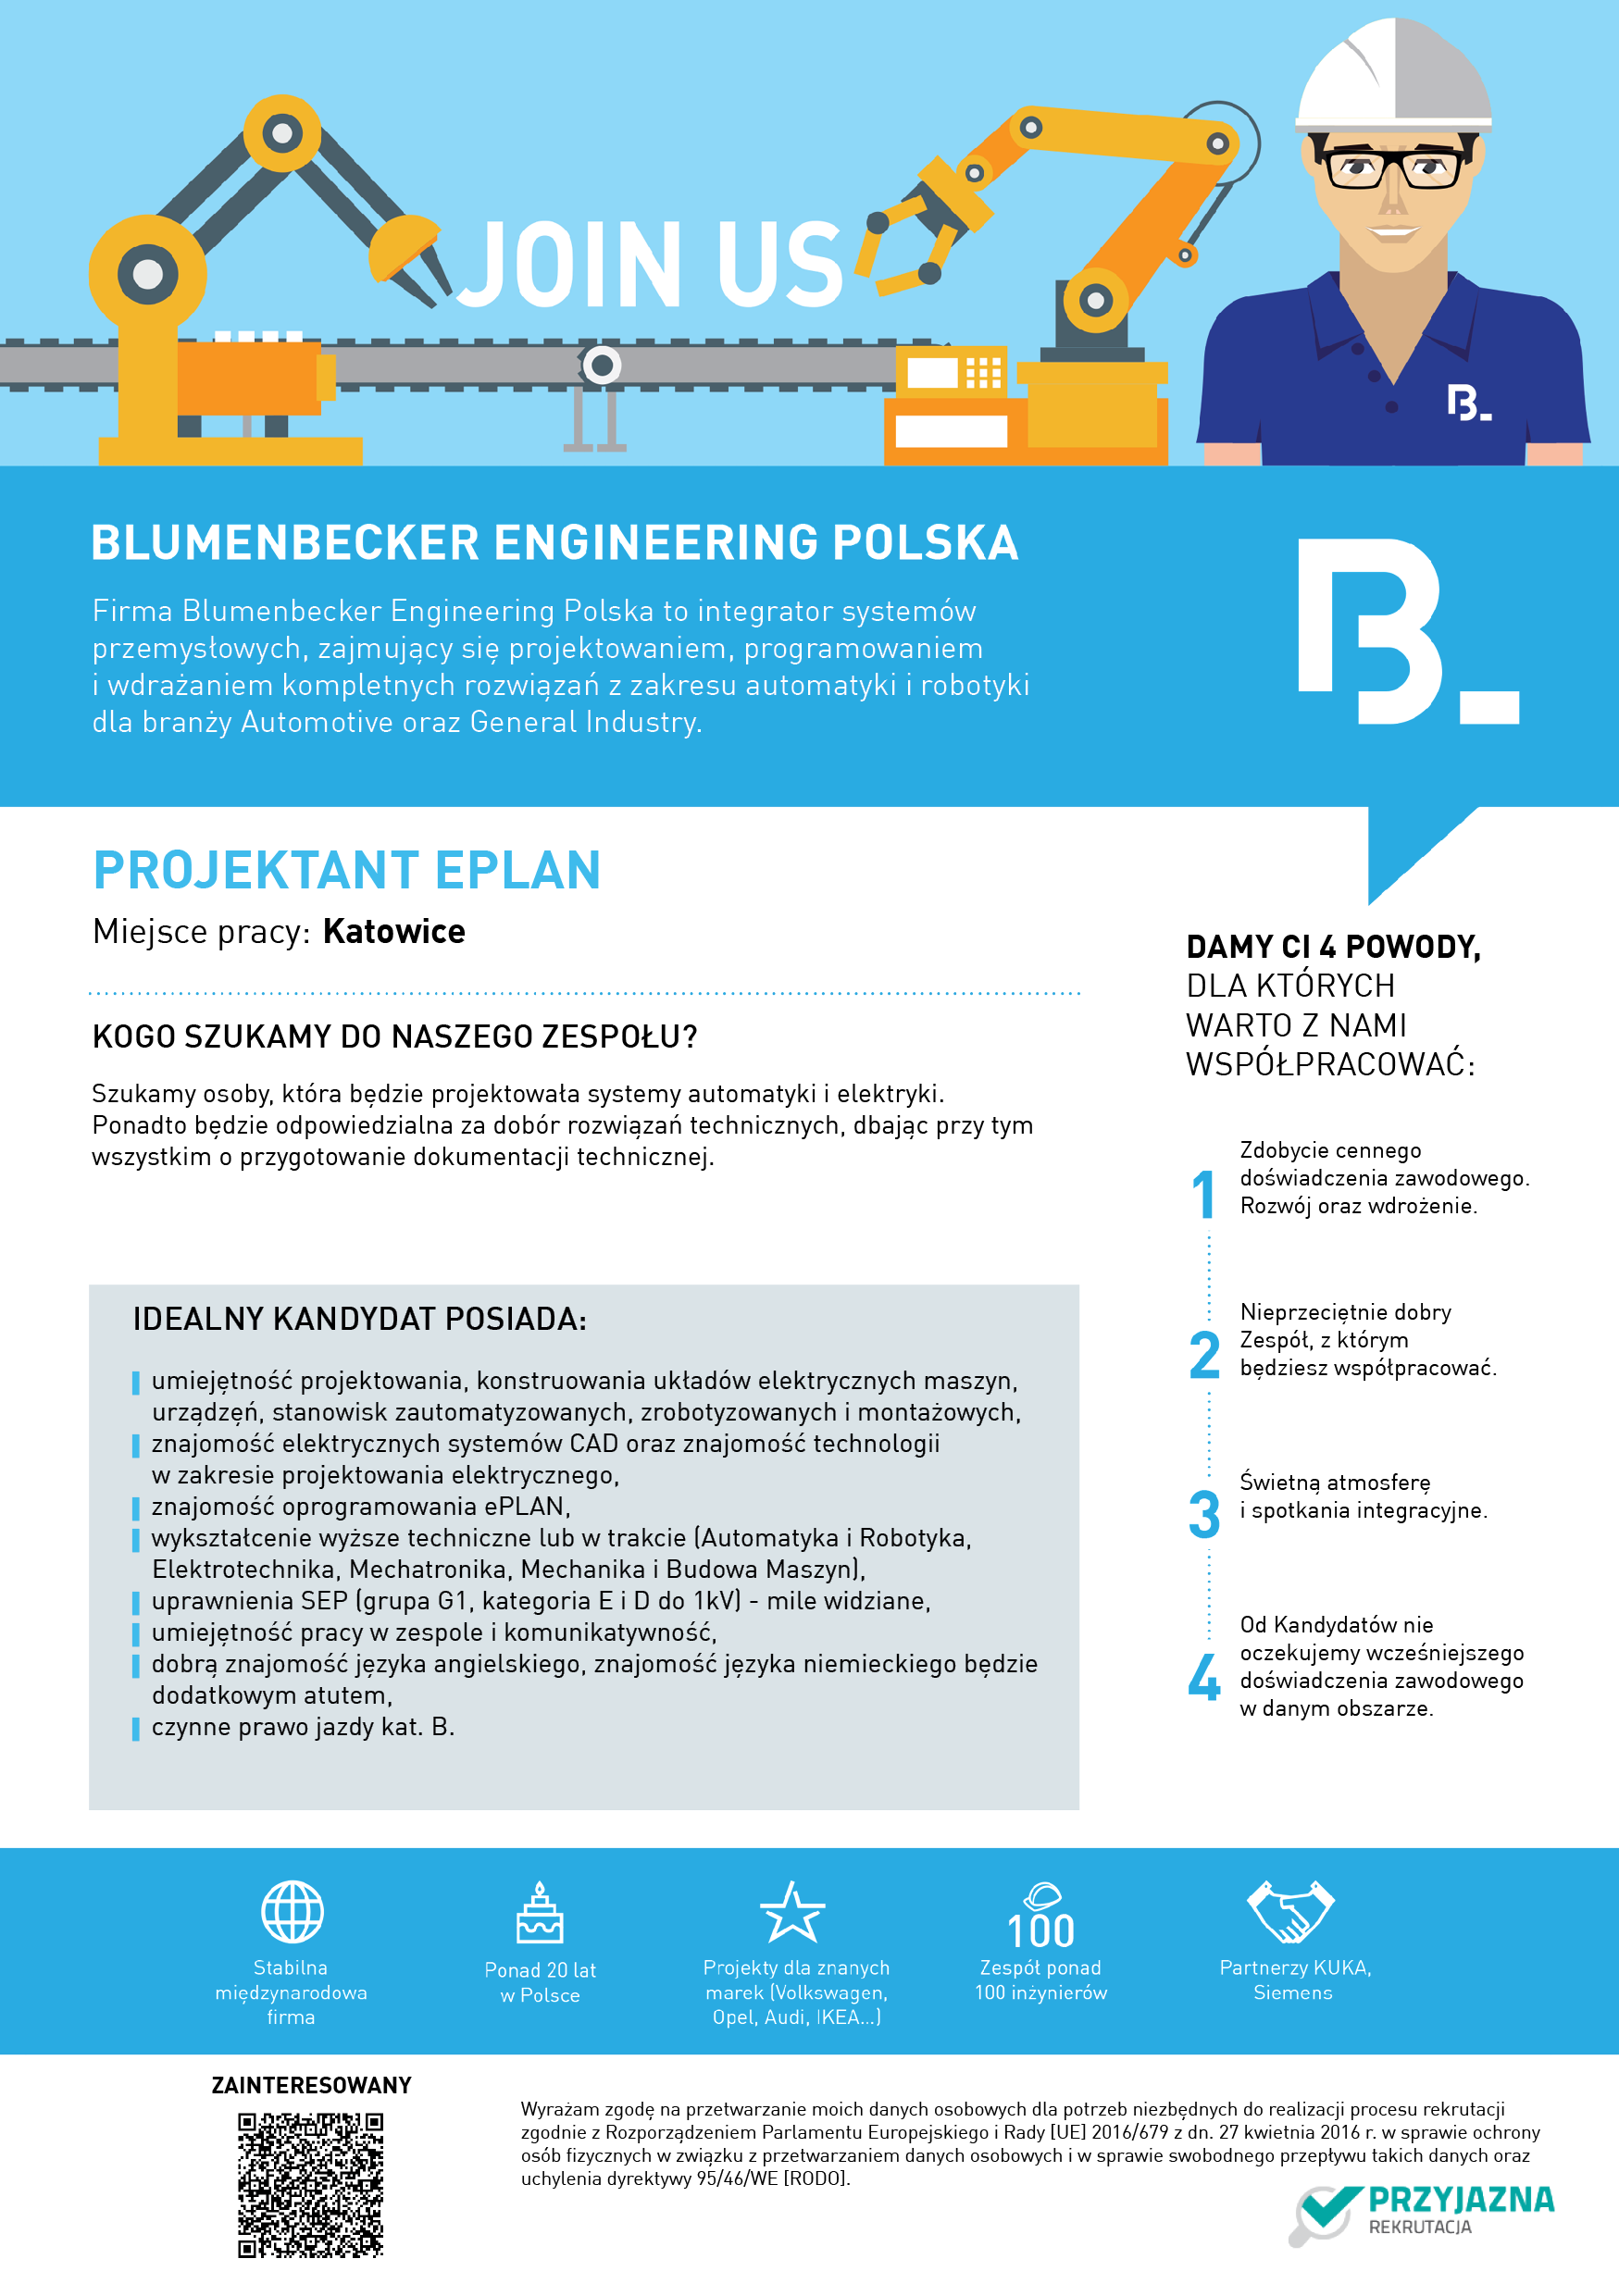 JOIN US
B_
BLUMENBECKER ENGINEERING POLSKA
Firma Blumenbecker Engineering Polska to integrator systemów
przemysłowych, zajmujący się projektowaniem, programowaniem
i wdrażaniem kompletnych rozwiązań z zakresu automatyki i robotyki
dla branży Automotive oraz General Industry.
B_
PROJEKTANT EPLAN
Miejsce pracy: Katowice
KOGO SZUKAMY DO NASZEGO ZESPOŁU?
Szukamy osoby, która będzie projektowała systemy automatyki i elektryki.
Ponadto będzie odpowiedzialna za dobór rozwiązań technicznych, dbając przy tym
wszystkim o przygotowanie dokumentacji technicznej.
IDEALNY KANDYDAT POSIADA:
umiejętność projektowania, konstruowania układów elektrycznych maszyn,
urządzęń, stanowisk zautomatyzowanych, zrobotyzowanych i montażowych,
znajomość elektrycznych systemów CAD oraz znajomość technologii
w zakresie projektowania elektrycznego,
znajomość oprogramowania ePLAN,
wykształcenie wyższe techniczne lub w trakcie (Automatyka i Robotyka,
Elektrotechnika, Mechatronika, Mechanika i Budowa Maszyn),
uprawnienia SEP (grupa G1, kategoria E i D do 1kV) - mile widziane,
umiejętność pracy w zespole i komunikatywność,
dobrą znajomość języka angielskiego, znajomość języka niemieckiego będzie
dodatkowym atutem,
czynne prawo jazdy kat. B.
DAMY CI 4 POWODY,
DLA KTÓRYCH
WARTO Z NAMI
WSPÓŁPRACOWAĆ:
1
Zdobycie cennego
doświadczenia zawodowego.
Rozwój oraz wdrożenie.
2
Nieprzeciętnie dobry
Zespół, z którym
będziesz współpracować.
3
Świetną atmosferę
i spotkania integracyjne.
4
Od Kandydatów nie
oczekujemy wcześniejszego
doświadczenia zawodowego
w danym obszarze.
Stabilna
międzynarodowa
firma
Ponad 20 lat
w Polsce
Projekty dla znanych
marek (Volkswagen,
Opel, Audi, IKEA...)
100
Zespół ponad
100 inżynierów
Partnerzy KUKA,
Siemens
ZAINTERESOWANY
Wyrażam zgodę na przetwarzanie moich danych osobowych dla potrzeb niezbędnych do realizacji procesu rekrutacji
zgodnie z Rozporządzeniem Parlamentu Europejskiego i Rady [UE] 2016/679 z dn. 27 kwietnia 2016 r. w sprawie ochrony
osób fizycznych w związku z przetwarzaniem danych osobowych i w sprawie swobodnego przepływu takich danych oraz
uchylenia dyrektywy 95/46/WE [RODO].
PRZYJAZNA
REKRUTACJA